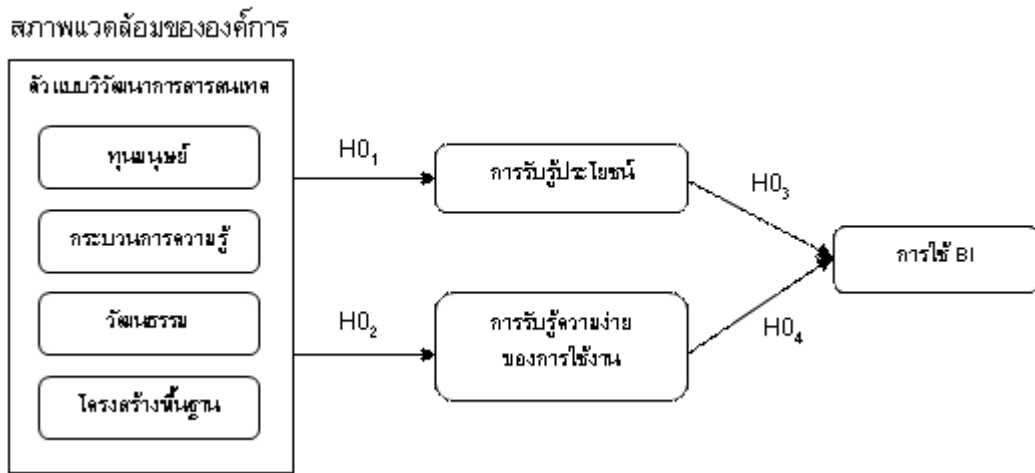 สภาพแวดล้อมขององค์การ
ตัวแบบวิวัฒนาการสารสนเทศ
ทุนมนุษย์
กระบวนการความรู้
วัฒนธรรม
โครงสร้างพื้นฐาน
H0₁
H0₂
การรับรู้ประโยชน์
การรับรู้ความง่าย
ของการใช้งาน
H0₃
H0₄
การใช้ BI